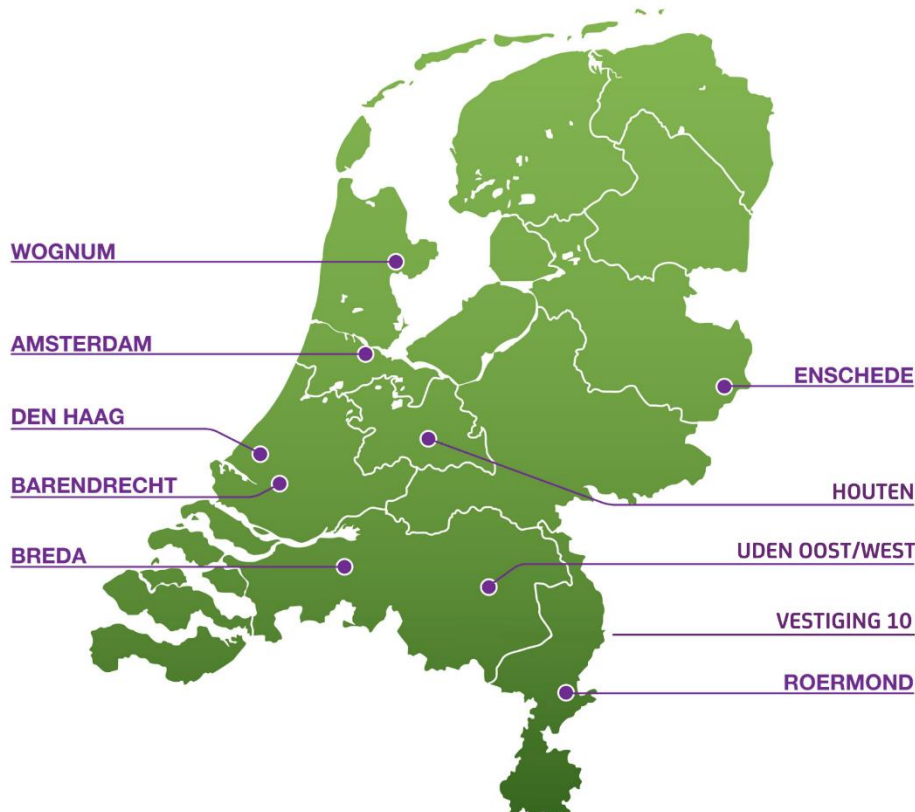 WOGNUM
AMSTERDAM
DEN HAAG
BARENDRECHT
BREDA
ENSCHEDE
HOUTEN
UDEN OOST/WEST
VESTIGING 10
ROERMOND